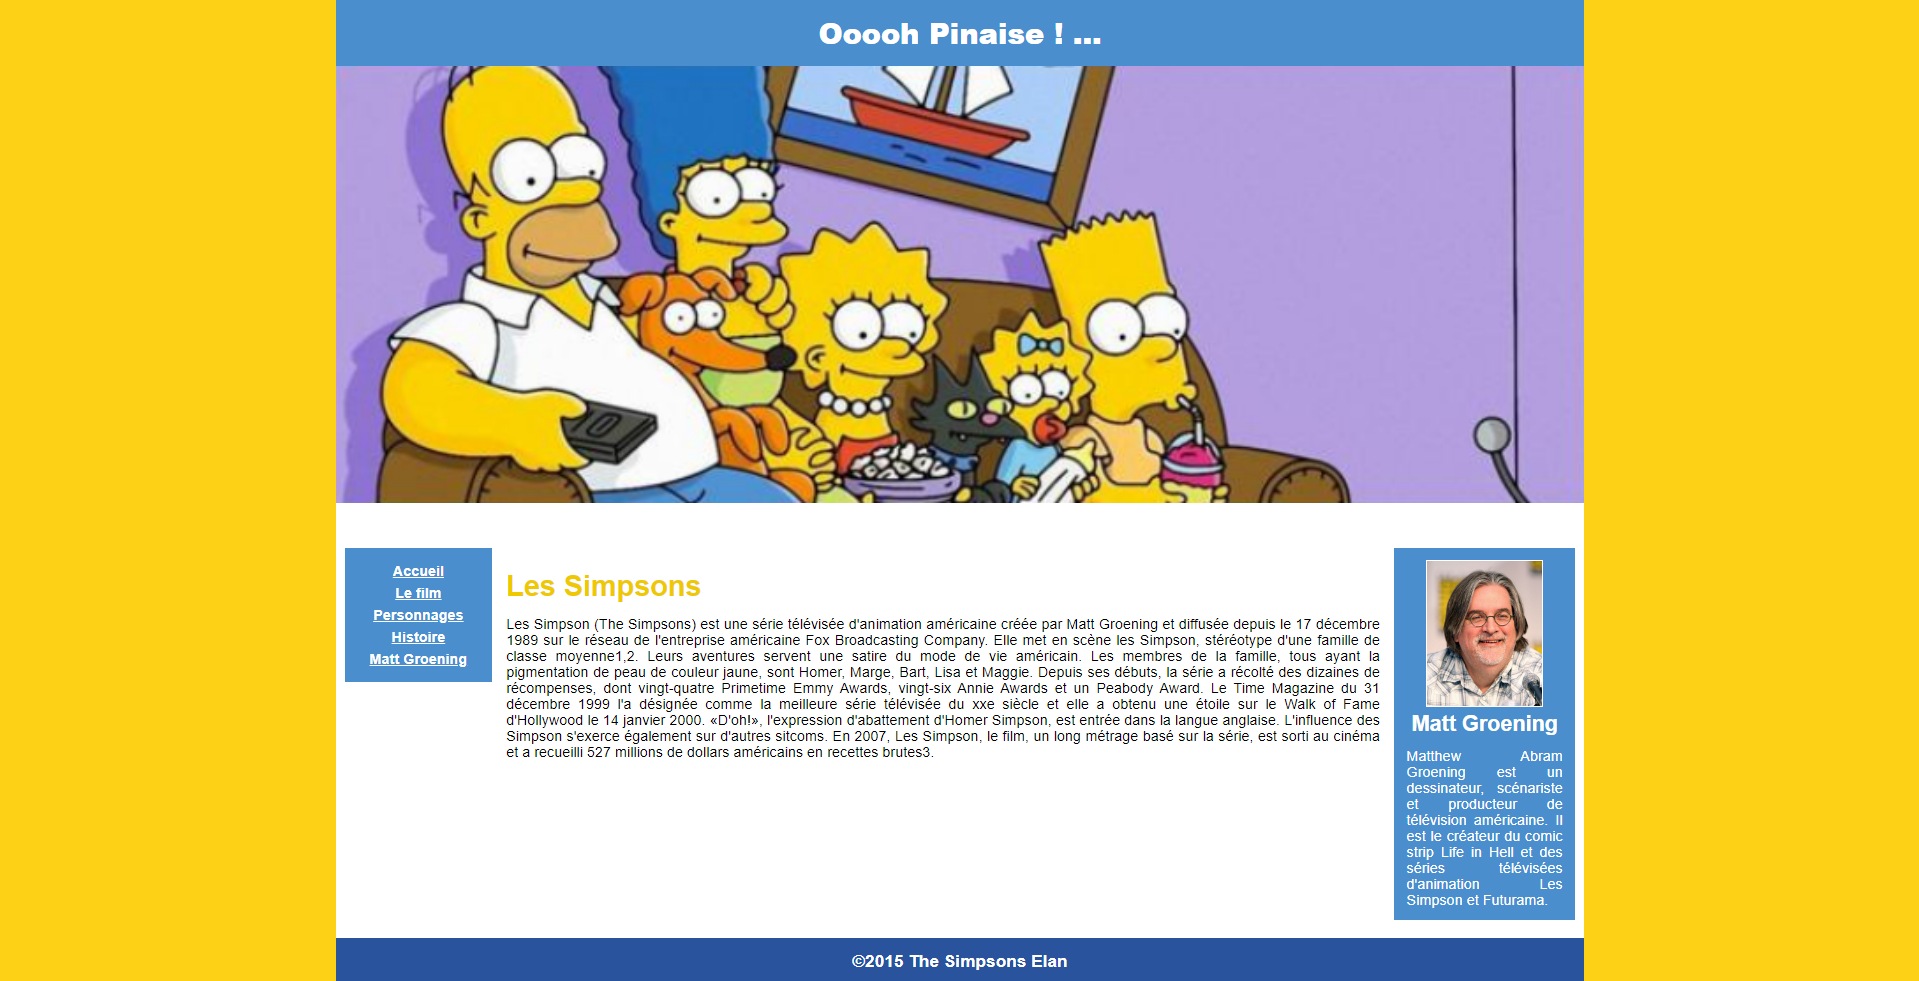 Ooooh Pinaise ! ...
Accueil
Le film
Personnages
Histoire
Matt Groening
Les Simpsons
Les Simpson (The Simpsons) est une série télévisée d'animation américaine créée par Matt Groening et diffusée depuis le 17 décembre
1989 sur le réseau de l'entreprise américaine Fox Broadcasting Company. Elle met en scène les Simpson, stéréotype d'une famille de
classe moyenne1,2. Leurs aventures servent une satire du mode de vie américain. Les membres de la famille, tous ayant la
pigmentation de peau de couleur jaune, sont Homer, Marge, Bart, Lisa et Maggie. Depuis ses débuts, la série a récolté des dizaines de
récompenses, dont vingt-quatre Primetime Emmy Awards, vingt-six Annie Awards et un Peabody Award. Le Time Magazine du 31
décembre 1999 l'a désignée comme la meilleure série télévisée du xxe siècle et elle a obtenu une étoile sur le Walk of Fame
d'Hollywood le 14 janvier 2000. «D'oh!», l'expression d'abattement d'Homer Simpson, est entrée dans la langue anglaise. L'influence des
Simpson s'exerce également sur d'autres sitcoms. En 2007, Les Simpson, le film, un long métrage basé sur la série, est sorti au cinéma
et a recueilli 527 millions de dollars américains en recettes brutes3.
Matt Groening
Matthew Abram
Groening est un
dessinateur, scénariste
et producteur de
télévision américaine. Il
est le créateur du comic
strip Life in Hell et des
séries télévisées
d'animation Les
Simpson et Futurama.
©2015 The Simpsons Elan